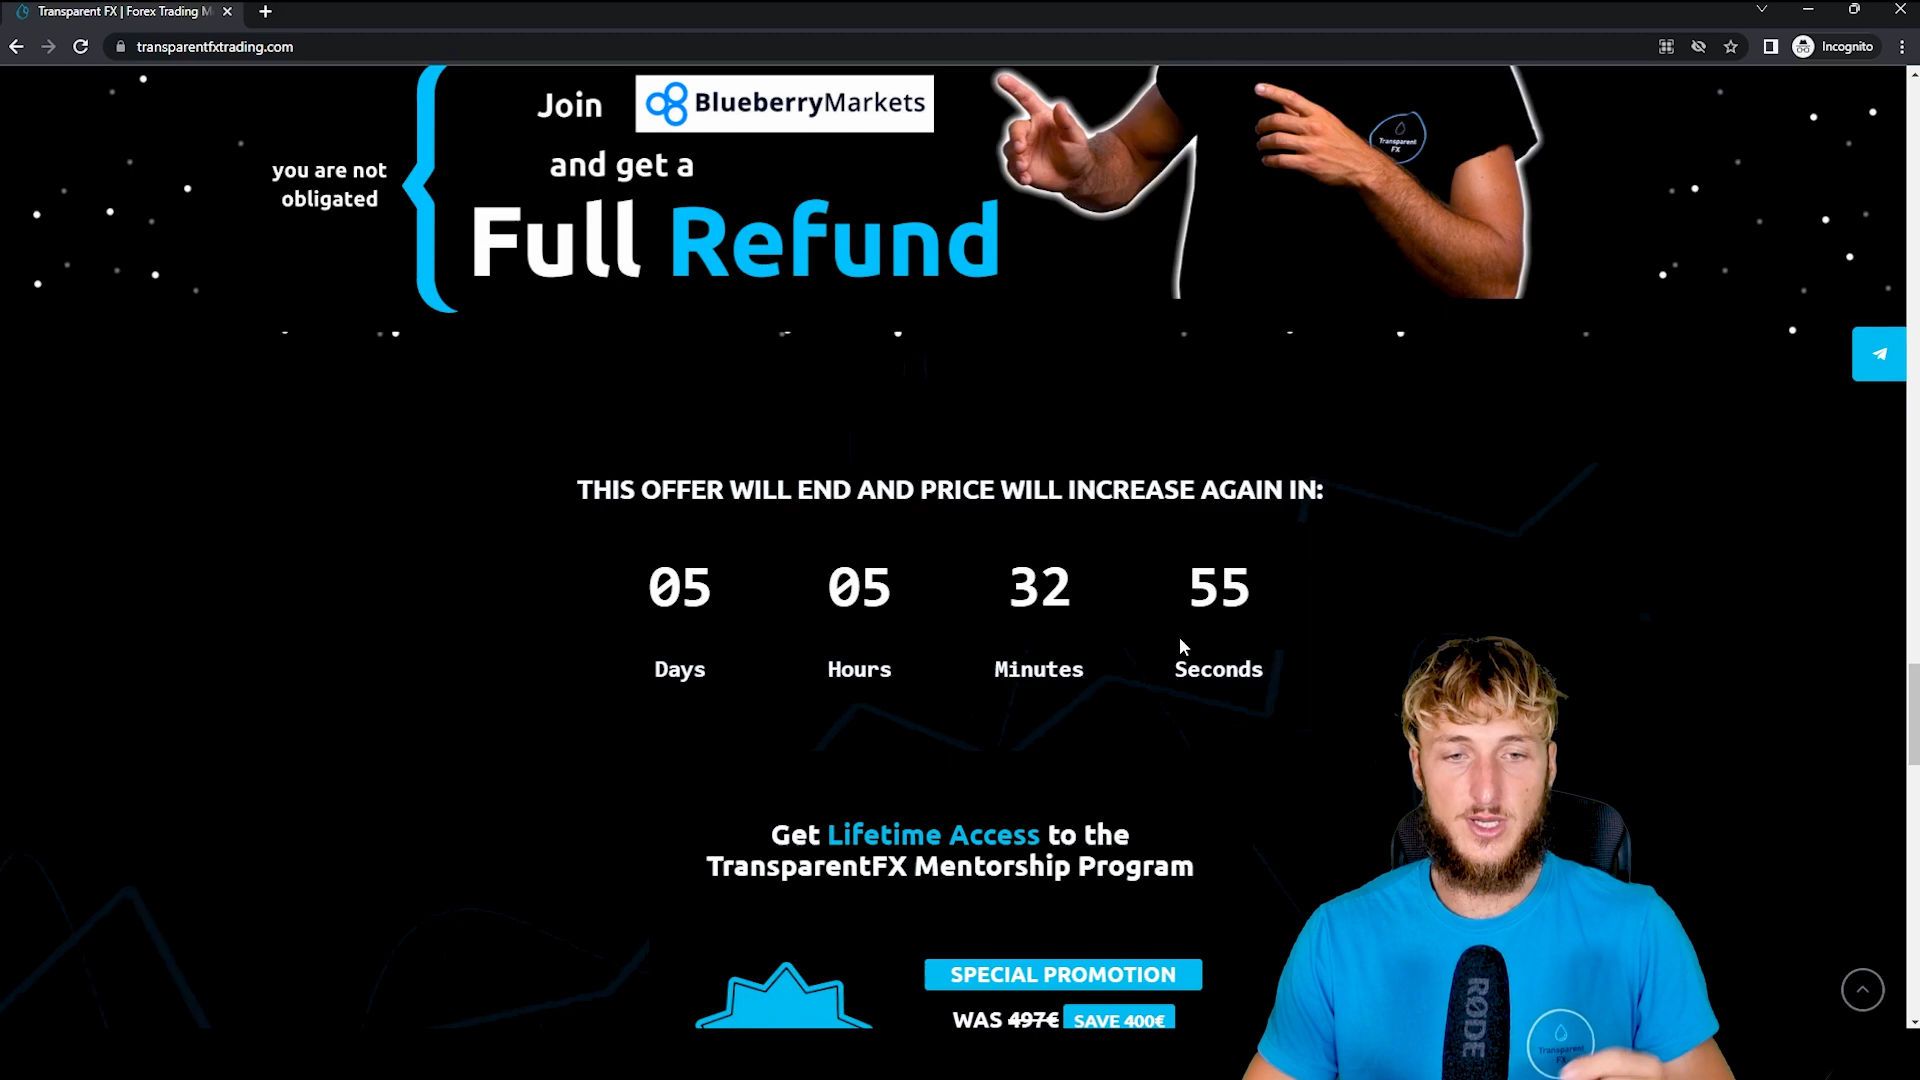 Transparent FX | Forex Trading M
transparentfxtrading.com
Incognito
Join BlueberryMarkets
and get a
you are not
obligated
Full Refund
Transparent
FX
THIS OFFER WILL END AND PRICE WILL INCREASE AGAIN IN:
05 05 32 55
Days Hours Minutes Seconds
Get Lifetime Access to the
TransparentFX Mentorship Program
SPECIAL PROMOTION
WAS 497€ SAVE 400€
RØDE
Transparent
FX